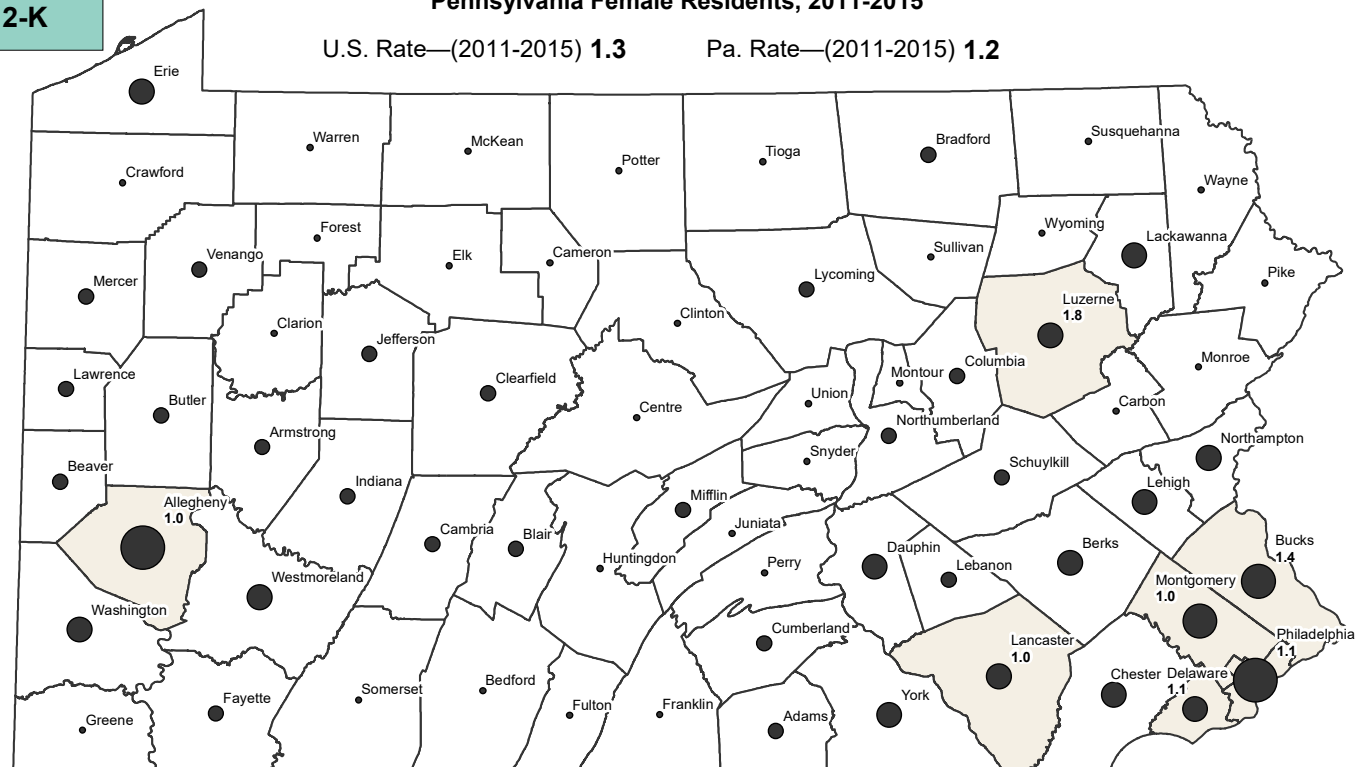 2-K
Pennsylvania Female Residents, 2011-2015
U.S. Rate—(2011-2015) 1.3
Pa. Rate—(2011-2015) 1.2
Erie
Warren
McKean
Potter
Tioga
Bradford
Susquehanna
Crawford
Wayne
Forest
Wyoming
Lackawanna
Venango
Elk
Cameron
Sullivan
Mercer
Lycoming
Pike
Luzerne
1.8
Clarion
Clinton
Jefferson
Columbia
Monroe
Lawrence
Montour
Clearfield
Butler
Centre
Union
Carbon
Northumberland
Armstrong
Northampton
Snyder
Beaver
Schuylkill
Indiana
Lehigh
Mifflin
Allegheny
1.0
Juniata
Cambria
Blair
Bucks
1.4
Dauphin
Berks
Huntingdon
Perry
Lebanon
Westmoreland
Montgomery
1.0
Washington
Cumberland
Philadelphia
1.1
Lancaster
1.0
Chester
Delaware
1.1
Bedford
Somerset
York
Fayette
Fulton
Franklin
Adams
Greene